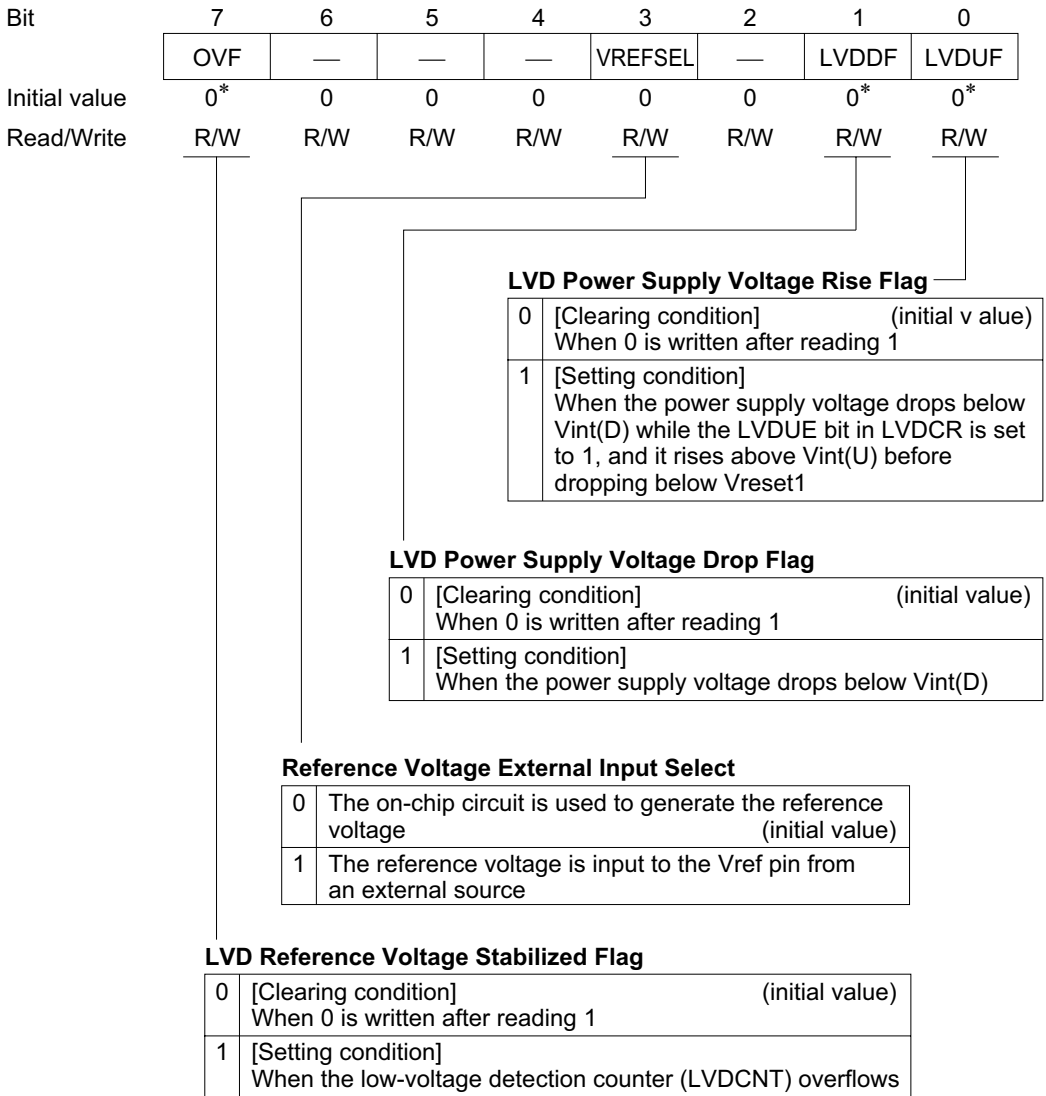 Bit 7 6 5 4 3 2 1 0
OVF — — — VREFSEL — LVDDF LVDUF
Initial value 0* 0 0 0 0 0 0* 0*
Read/Write R/W R/W R/W R/W R/W R/W R/W R/W
LVD Power Supply Voltage Rise Flag
0 [Clearing condition] (initial v alue)
When 0 is written after reading 1
1 [Setting condition]
When the power supply voltage drops below
Vint(D) while the LVDUE bit in LVDCR is set
to 1, and it rises above Vint(U) before
dropping below Vreset1
LVD Power Supply Voltage Drop Flag
0 [Clearing condition] (initial value)
When 0 is written after reading 1
1 [Setting condition]
When the power supply voltage drops below Vint(D)
Reference Voltage External Input Select
0 The on-chip circuit is used to generate the reference
voltage (initial value)
1 The reference voltage is input to the Vref pin from
an external source
LVD Reference Voltage Stabilized Flag
0 [Clearing condition] (initial value)
When 0 is written after reading 1
1 [Setting condition]
When the low-voltage detection counter (LVDCNT) overflows